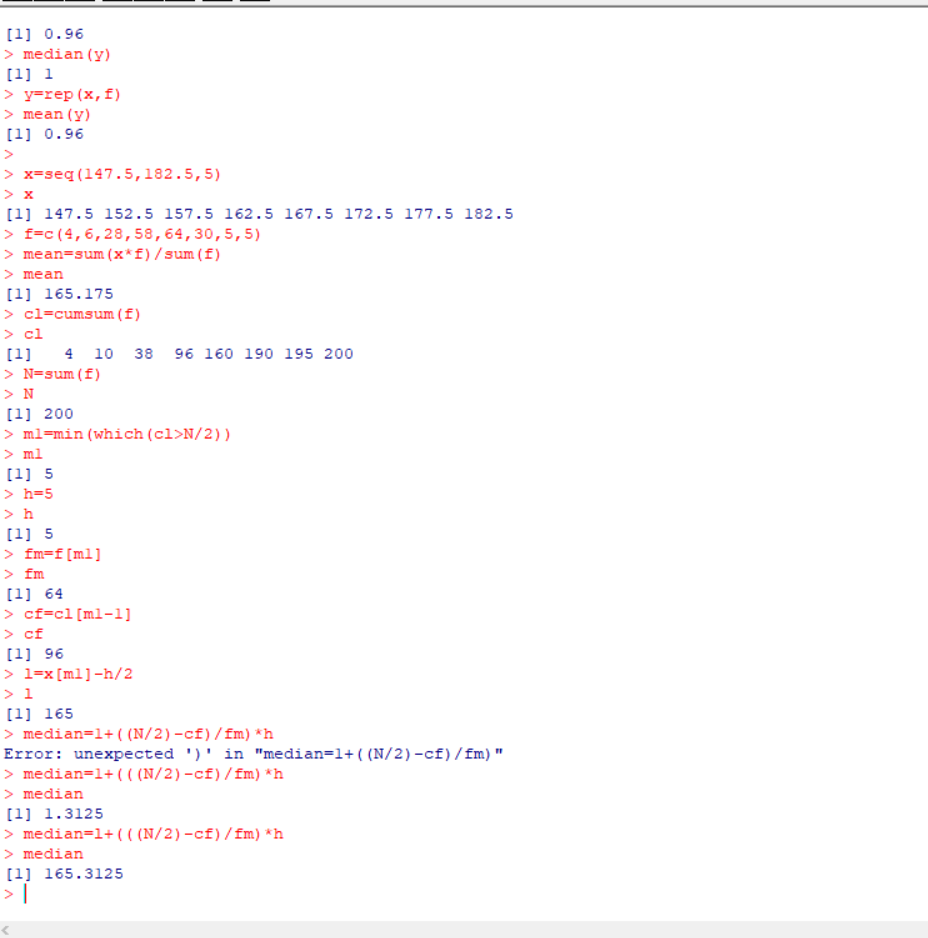 [1] 0.96
> median(y)
[1] 1
> y=rep(x,f)
> mean(y)
[1] 0.96
>
> x=seq(147.5,182.5,5)
> x
[1] 147.5 152.5 157.5 162.5 167.5 172.5 177.5 182.5
> f=c(4,6,28,58,64,30,5,5)
> mean=sum(x*f)/sum(f)
> mean
[1] 165.175
> cl=cumsum(f)
> cl
[1]   4  10  38  96 160 190 195 200
> N=sum(f)
> N
[1] 200
> m1=min(which(cl>N/2))
> m1
[1] 5
> h=5
> h
[1] 5
> fm=f[m1]
> fm
[1] 64
> cf=cl[m1-1]
> cf
[1] 96
> l=x[m1]-h/2
> l
[1] 165
> median=1+((N/2)-cf)/fm)*h
Error: unexpected ')' in "median=1+((N/2)-cf)/fm)"
> median=1+(((N/2)-cf)/fm)*h
> median
[1] 1.3125
> median=l+(((N/2)-cf)/fm)*h
> median
[1] 165.3125
>